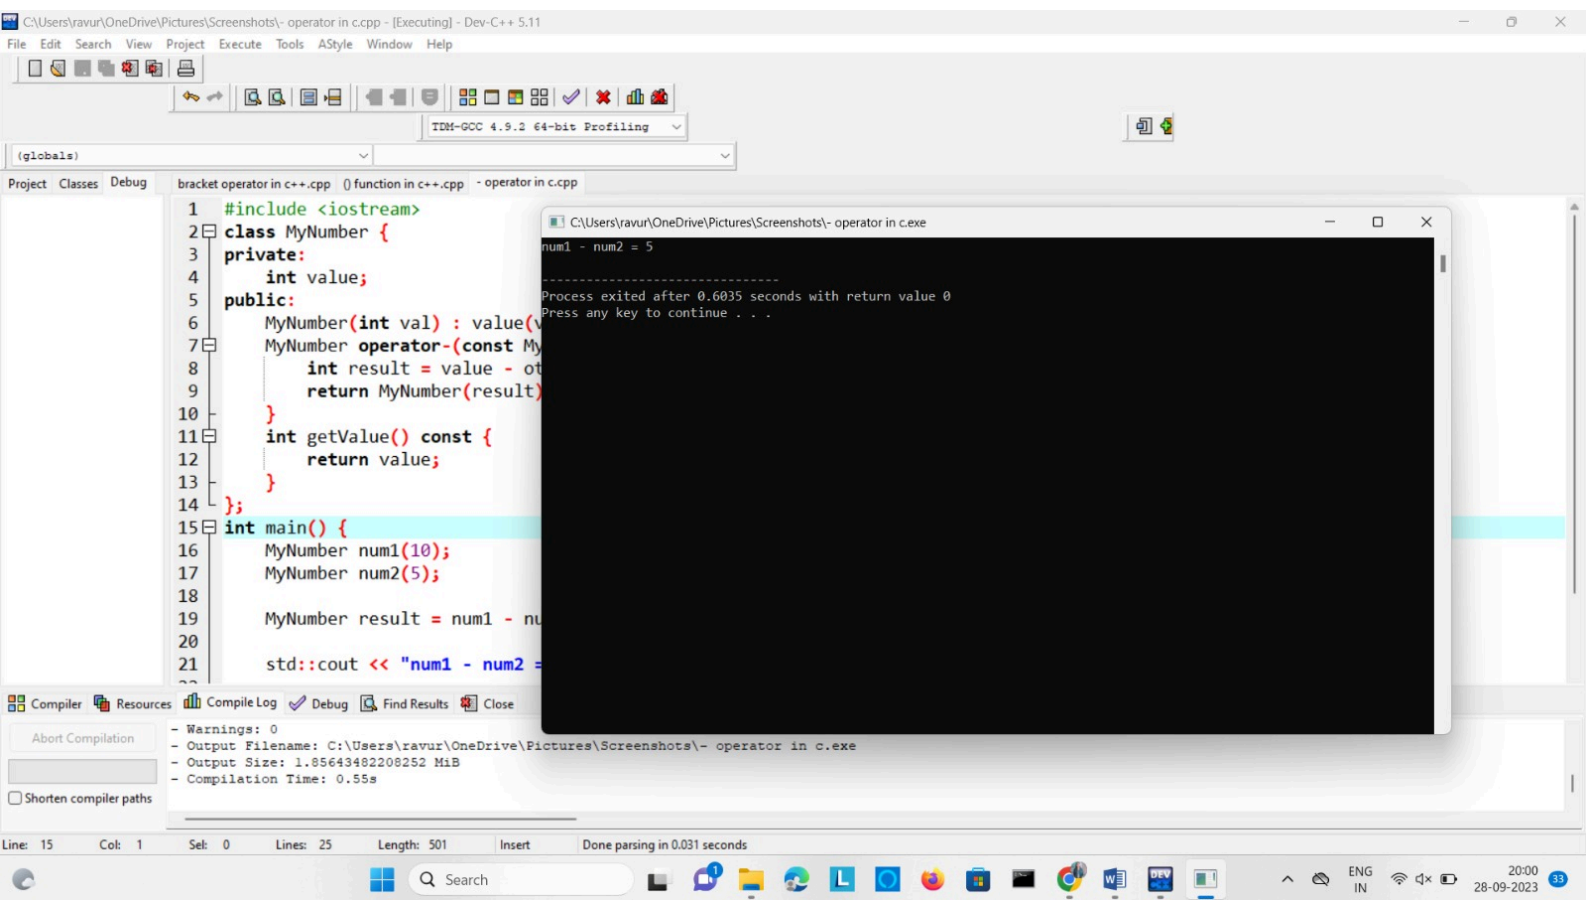 C:\Users\ravur\OneDrive\Pictures\Screenshots\- operator in c.cpp - [Executing] - Dev-C++ 5.11
File Edit Search View Project Execute Tools AStyle Window Help
TDM-GCC 4.9.2 64-bit Profiling
(globals)
Project Classes Debug
bracket operator in c++.cpp () function in c++.cpp - operator in c.cpp
1 #include <iostream>
2 class MyNumber {
3 private:
4 int value;
5 public:
6 MyNumber(int val) : value(
7 MyNumber operator-(const My
8 int result = value - ot
9 return MyNumber(result)
10 }
11 int getValue() const {
12 return value;
13 }
14 };
15 int main() {
16 MyNumber num1(10);
17 MyNumber num2(5);
18
19 MyNumber result = num1 - nu
20
21 std::cout << "num1 - num2 =
C:\Users\ravur\OneDrive\Pictures\Screenshots\- operator in c.exe
num1 - num2 = 5
--------------------------------
Process exited after 0.6035 seconds with return value 0
Press any key to continue . . .
Compiler Resources Compile Log Debug Find Results Close
Abort Compilation
Shorten compiler paths
- Warnings: 0
- Output Filename: C:\Users\ravur\OneDrive\Pictures\Screenshots\- operator in c.exe
- Output Size: 1.85643482208252 MiB
- Compilation Time: 0.55s
Line: 15 Col: 1 Sel: 0 Lines: 25 Length: 501 Insert Done parsing in 0.031 seconds
Search
1
L
DEV
ENG
IN
20:00
28-09-2023
33